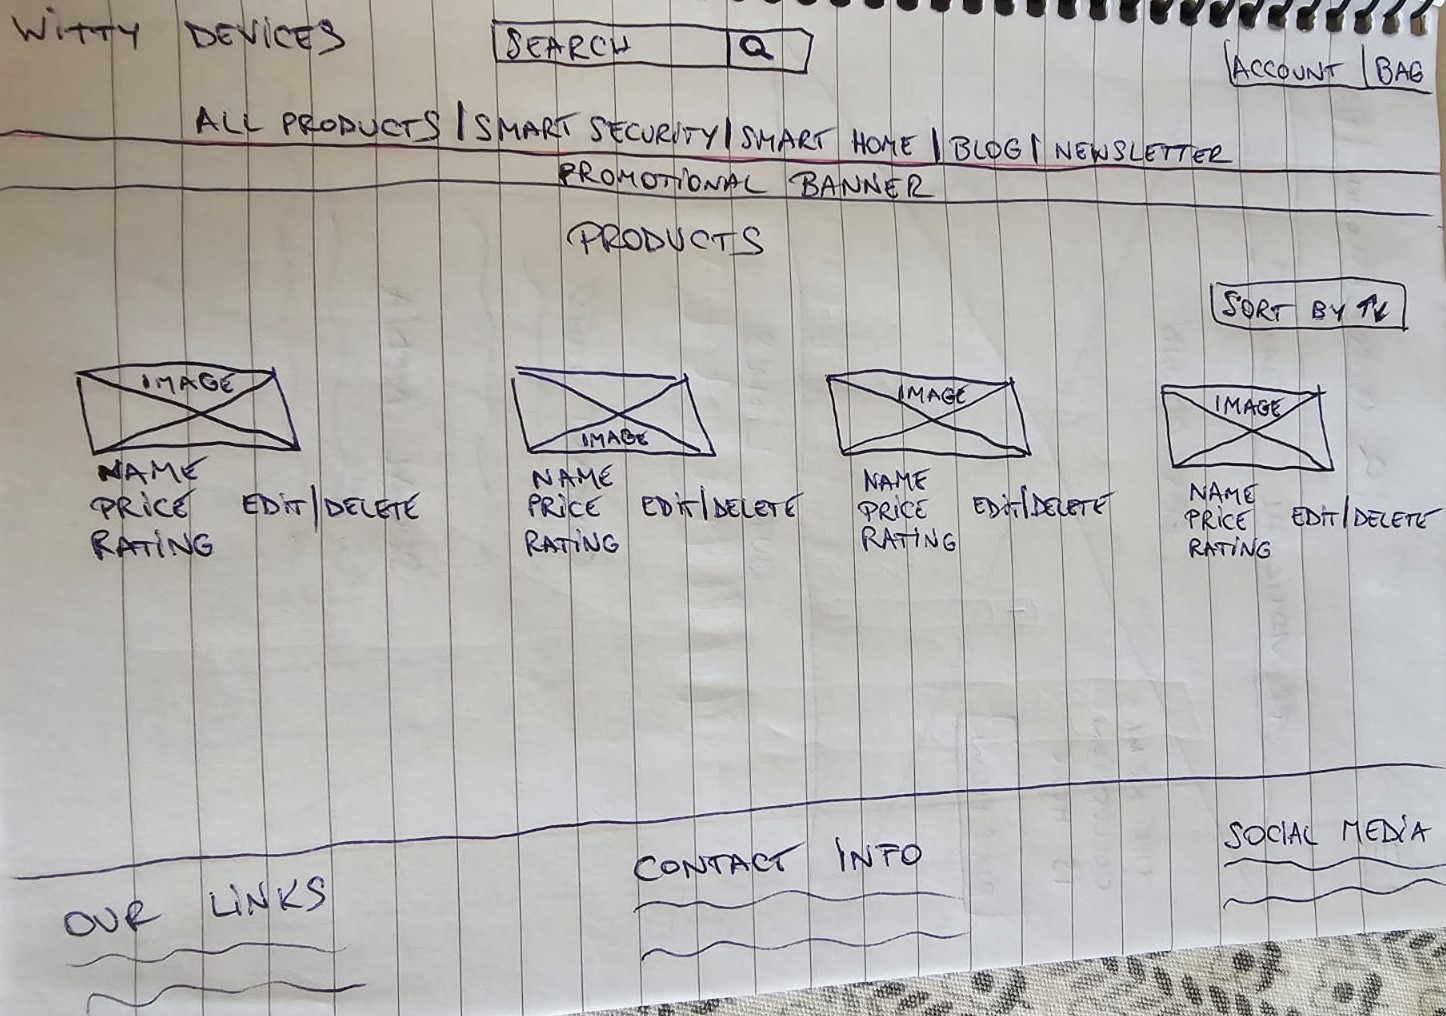 WITTY DEVICES
SEARCH
ACCOUNT | BAG
ALL PRODUCTS | SMART SECURITY | SMART HOME | BLOG | NEWSLETTER
PROMOTIONAL BANNER
PRODUCTS
SORT BY ↑↓
IMAGE
NAME
PRICE EDIT/DELETE
RATING
IMAGE
NAME
PRICE EDIT/DELETE
RATING
IMAGE
NAME
PRICE EDIT/DELETE
RATING
IMAGE
NAME
PRICE EDIT/DELETE
RATING
OUR LINKS
CONTACT INFO
SOCIAL MEDIA